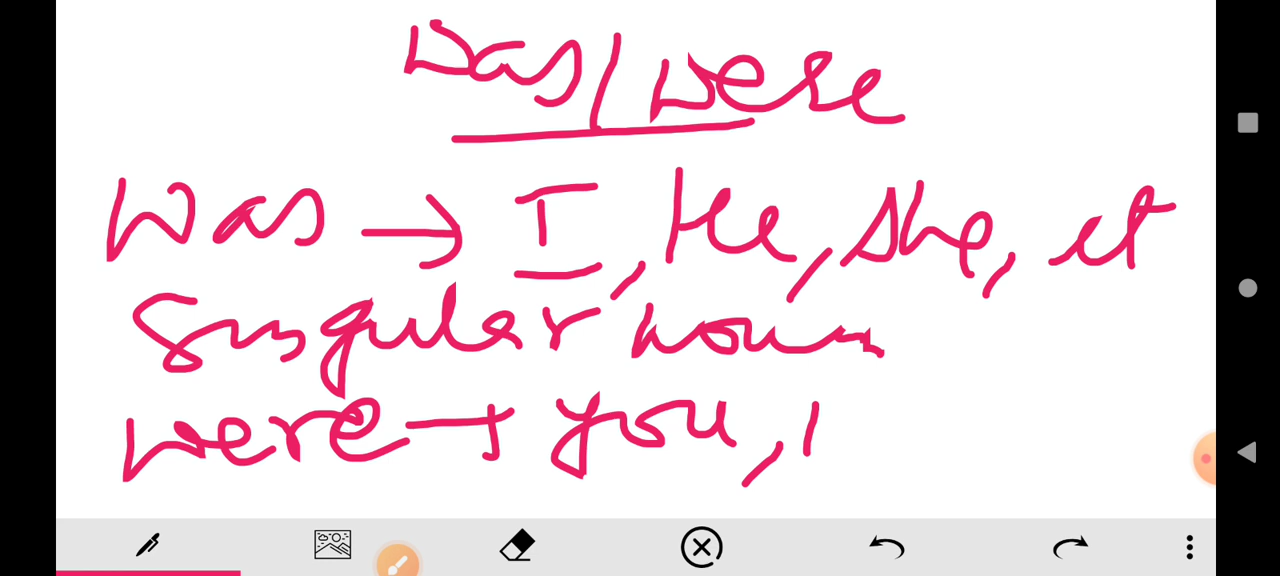 Was/Were
Was → I, He, She, it
Singular noun
were → you,